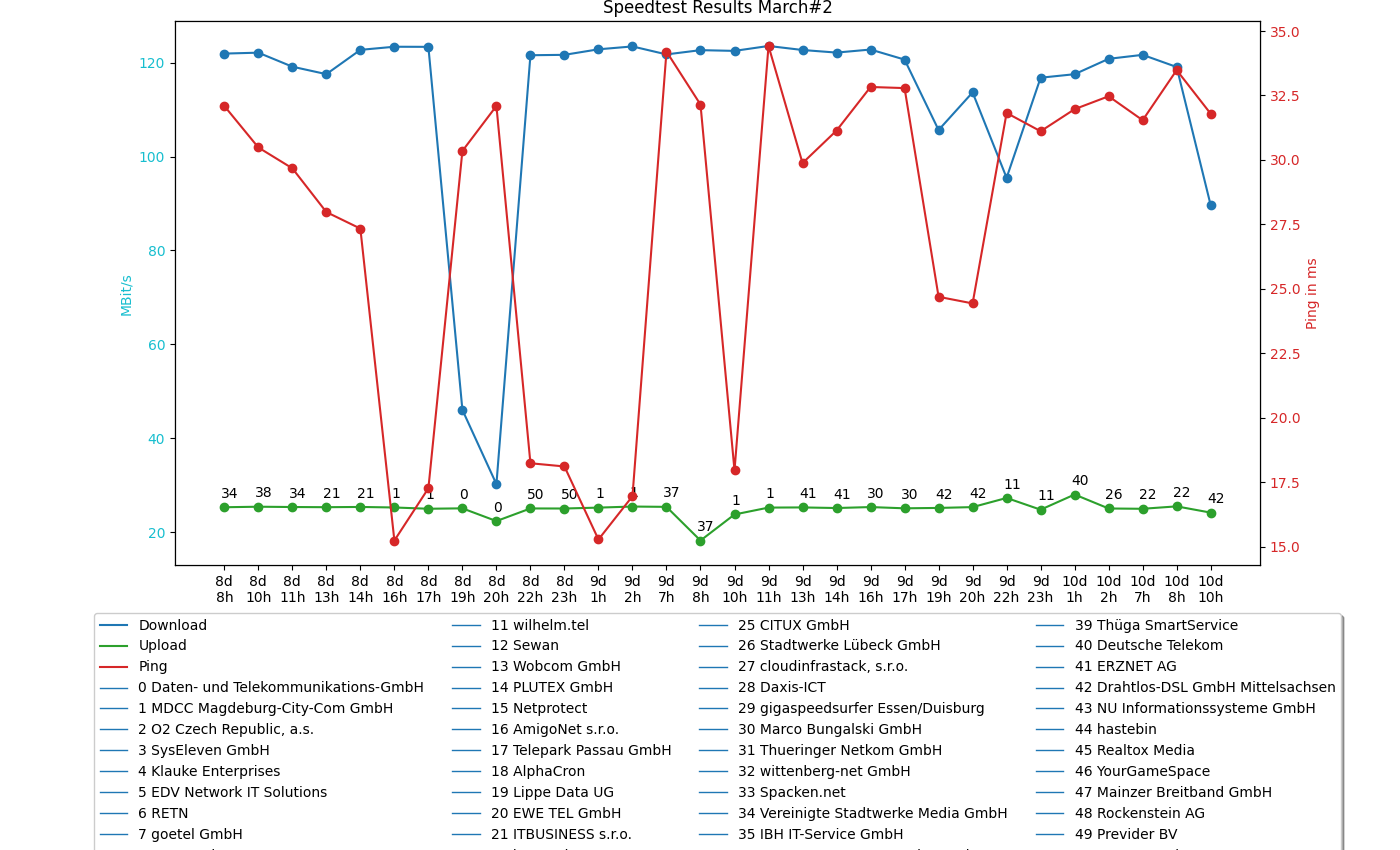 Speedtest Results March#2
MBit/s
120
100
80
60
40
20
Ping in ms
35.0
32.5
30.0
27.5
25.0
22.5
20.0
17.5
15.0
34 38 34 21 21 1 1 0 0 50 50 1 1 37 37 1 1 41 41 30 30 42 42 11 11 40 26 22 22 42
8d 8d 8d 8d 8d 8d 8d 8d 8d 8d 8d 9d 9d 9d 9d 9d 9d 9d 9d 9d 9d 9d 9d 9d 9d 10d 10d 10d 10d 10d
8h 10h 11h 13h 14h 16h 17h 19h 20h 22h 23h 1h 2h 7h 8h 10h 11h 13h 14h 16h 17h 19h 20h 22h 23h 1h 2h 7h 8h 10h
Download
Upload
Ping
0 Daten- und Telekommunikations-GmbH
1 MDCC Magdeburg-City-Com GmbH
2 O2 Czech Republic, a.s.
3 SysEleven GmbH
4 Klauke Enterprises
5 EDV Network IT Solutions
6 RETN
7 goetel GmbH
11 wilhelm.tel
12 Sewan
13 Wobcom GmbH
14 PLUTEX GmbH
15 Netprotect
16 AmigoNet s.r.o.
17 Telepark Passau GmbH
18 AlphaCron
19 Lippe Data UG
20 EWE TEL GmbH
21 ITBUSINESS s.r.o.
25 CITUX GmbH
26 Stadtwerke Lübeck GmbH
27 cloudinfrastack, s.r.o.
28 Daxis-ICT
29 gigaspeedsurfer Essen/Duisburg
30 Marco Bungalski GmbH
31 Thueringer Netkom GmbH
32 wittenberg-net GmbH
33 Spacken.net
34 Vereinigte Stadtwerke Media GmbH
35 IBH IT-Service GmbH
39 Thüga SmartService
40 Deutsche Telekom
41 ERZNET AG
42 Drahtlos-DSL GmbH Mittelsachsen
43 NU Informationssysteme GmbH
44 hastebin
45 Realtox Media
46 YourGameSpace
47 Mainzer Breitband GmbH
48 Rockenstein AG
49 Previder BV